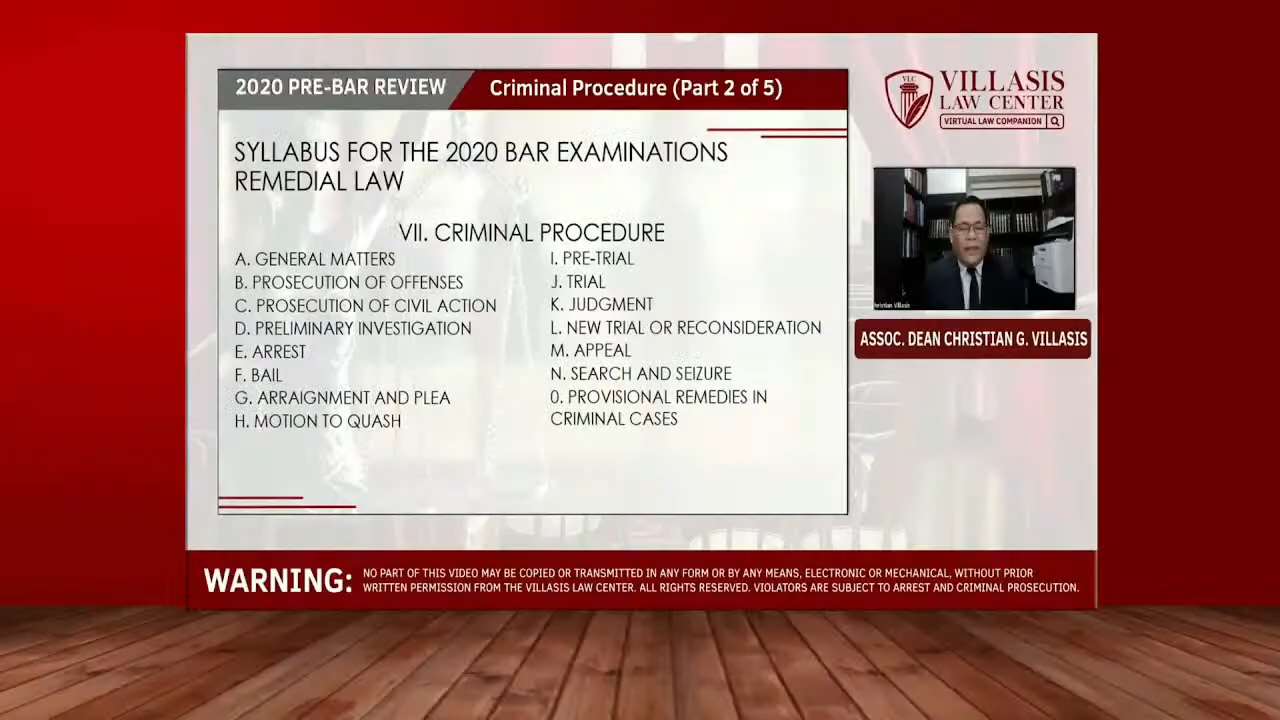 2020 PRE-BAR REVIEW
Criminal Procedure (Part 2 of 5)
SYLLABUS FOR THE 2020 BAR EXAMINATIONS
REMEDIAL LAW
VII. CRIMINAL PROCEDURE
A. GENERAL MATTERS
B. PROSECUTION OF OFFENSES
C. PROSECUTION OF CIVIL ACTION
D. PRELIMINARY INVESTIGATION
E. ARREST
F. BAIL
G. ARRAIGNMENT AND PLEA
H. MOTION TO QUASH
I. PRE-TRIAL
J. TRIAL
K. JUDGMENT
L. NEW TRIAL OR RECONSIDERATION
M. APPEAL
N. SEARCH AND SEIZURE
0. PROVISIONAL REMEDIES IN
CRIMINAL CASES
VLC
VILLASIS
LAW CENTER
VIRTUAL LAW COMPANION
Christian Villasis
ASSOC. DEAN CHRISTIAN G. VILLASIS
WARNING:
NO PART OF THIS VIDEO MAY BE COPIED OR TRANSMITTED IN ANY FORM OR BY ANY MEANS, ELECTRONIC OR MECHANICAL, WITHOUT PRIOR
WRITTEN PERMISSION FROM THE VILLASIS LAW CENTER. ALL RIGHTS RESERVED. VIOLATORS ARE SUBJECT TO ARREST AND CRIMINAL PROSECUTION.